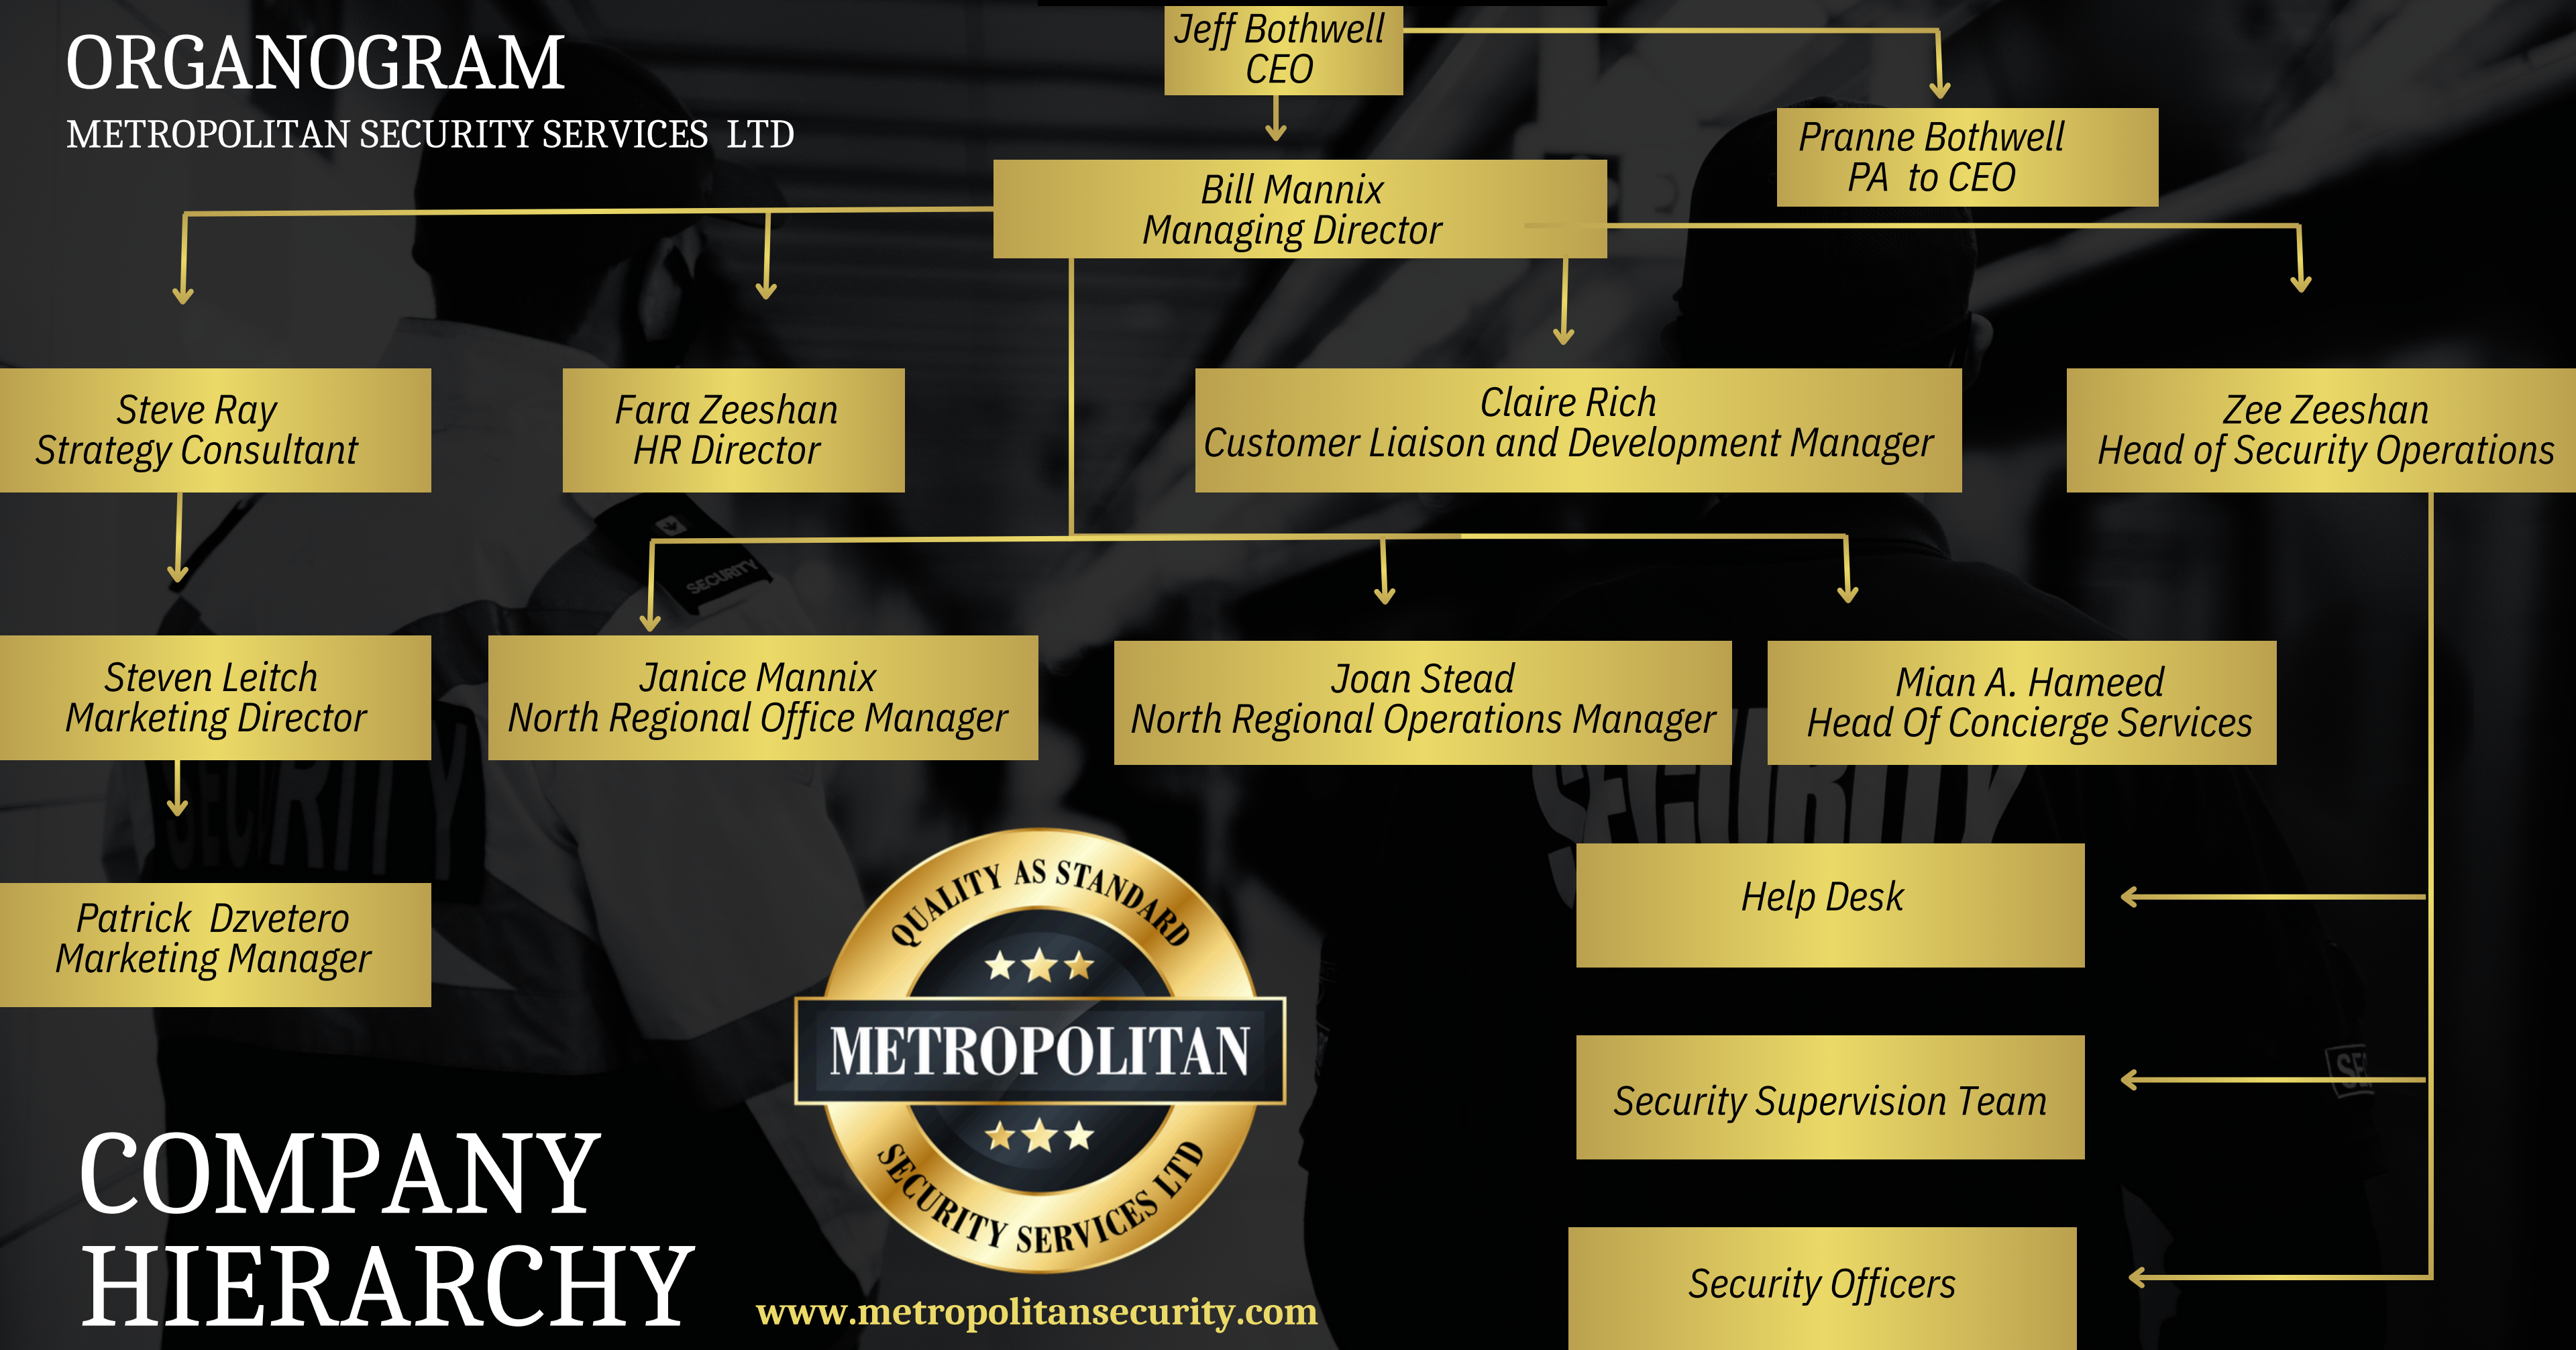 ORGANOGRAM
METROPOLITAN SECURITY SERVICES LTD
Jeff Bothwell
CEO
Pranne Bothwell
PA to CEO
Bill Mannix
Managing Director
Steve Ray
Strategy Consultant
Fara Zeeshan
HR Director
Claire Rich
Customer Liaison and Development Manager
Zee Zeeshan
Head of Security Operations
SECURITY
Steven Leitch
Marketing Director
Janice Mannix
North Regional Office Manager
Joan Stead
North Regional Operations Manager
Mian A. Hameed
Head Of Concierge Services
SECURITY
SECURITY
Patrick Dzvetero
Marketing Manager
Help Desk
Security Supervision Team
Security Officers
QUALITY AS STANDARD
METROPOLITAN
SECURITY SERVICES LTD
COMPANY
HIERARCHY
www.metropolitansecurity.com